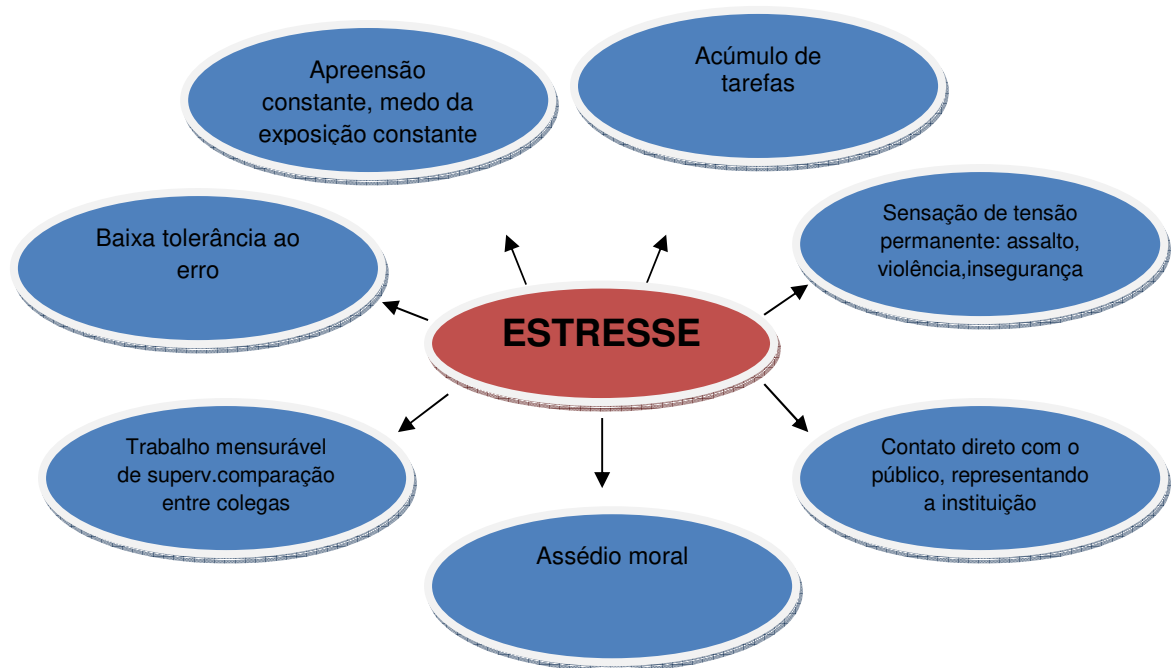 Apreensão
constante, medo da
exposição constante
Acúmulo de
tarefas
Baixa tolerância ao
erro
Sensação de tensão
permanente: assalto,
violência,insegurança
ESTRESSE
Trabalho mensurável
de superv.comparação
entre colegas
Contato direto com o
público, representando
a instituição
Assédio moral